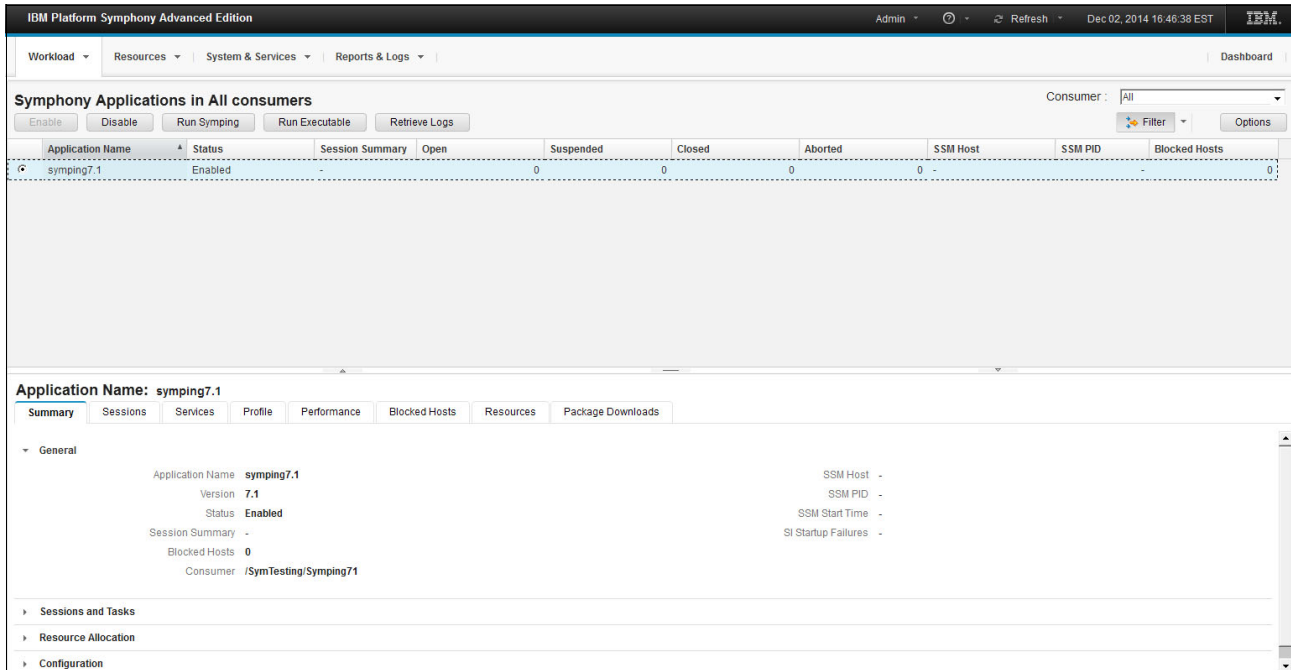 IBM Platform Symphony Advanced Edition Admin Refresh Dec 02, 2014 16:46:38 EST IBM.
Workload Resources System & Services Reports & Logs Dashboard
Symphony Applications in All consumers Consumer : All
Enable Disable Run Symping Run Executable Retrieve Logs Filter Options
Application Name Status Session Summary Open Suspended Closed Aborted SSM Host SSM PID Blocked Hosts
symping7.1 Enabled - 0 0 0 0 - - 0
Application Name: symping7.1
Summary Sessions Services Profile Performance Blocked Hosts Resources Package Downloads
General
Application Name symping7.1 SSM Host -
Version 7.1 SSM PID -
Status Enabled SSM Start Time -
Session Summary - SI Startup Failures -
Blocked Hosts 0
Consumer /SymTesting/Symping71
Sessions and Tasks
Resource Allocation
Configuration